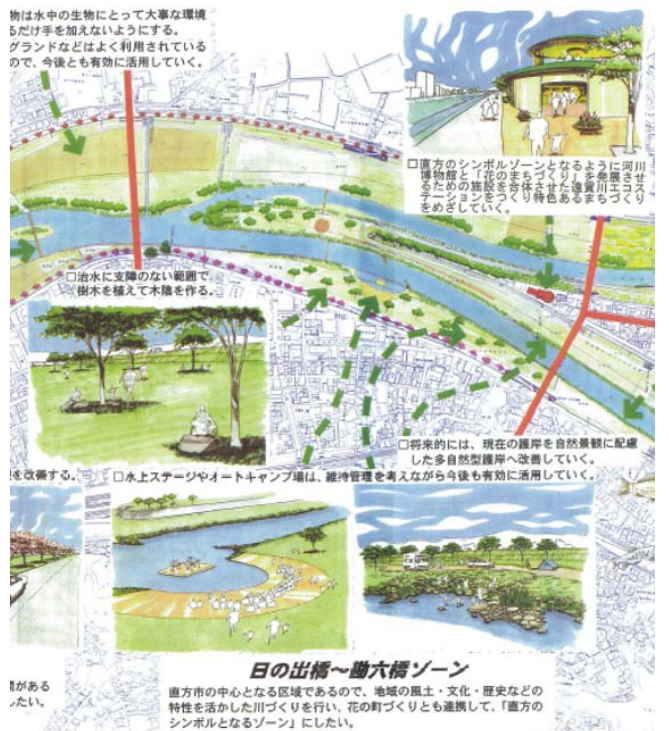 物は水中の生物にとって大事な環境
るだけ手を加えないようにする。
グランドなどはよく利用されている
ので、今後とも有効に活用していく。
□直方のシンボルゾーンとなるように河川
博物館と「花のまちづくり」を発展させ
るための施設を合体させた遠賀川エコス
テーションをつくり特色あるまちづくり
をめざしていく。
□治水に支障のない範囲で、
樹木を植えて木陰を作る。
□将来的には、現在の護岸を自然景観に配慮
した多自然型護岸へ改善していく。
を改善する。
□水上ステージやオートキャンプ場は、維持管理を考えながら今後も有効に活用していく。
日の出橋～勘六橋ゾーン
直方市の中心となる区域であるので、地域の風土・文化・歴史などの
特性を活かした川づくりを行い、花の町づくりとも連携して、「直方の
シンボルとなるゾーン」にしたい。
がある
したい。